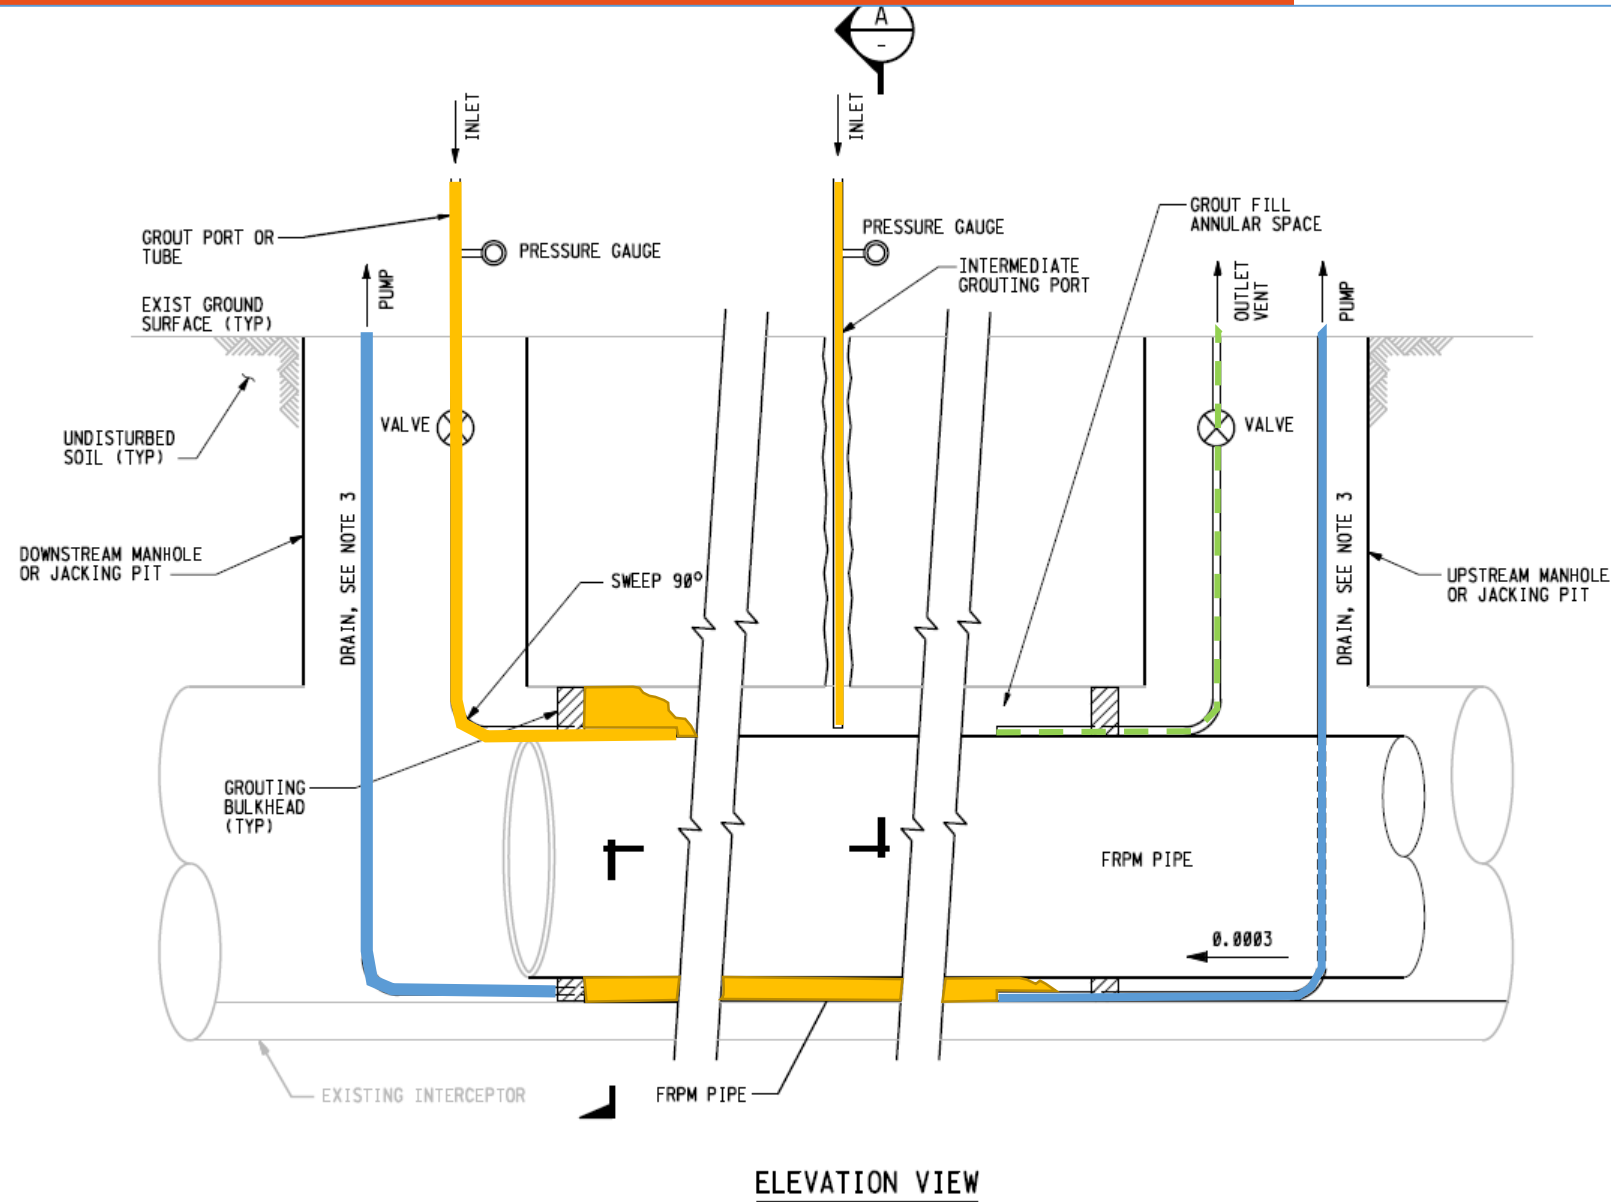 A
-
INLET
INLET
GROUT PORT OR
TUBE
PRESSURE GAUGE
PUMP
EXIST GROUND
SURFACE (TYP)
PRESSURE GAUGE
INTERMEDIATE
GROUTING PORT
GROUT FILL
ANNULAR SPACE
OUTLET
VENT
PUMP
UNDISTURBED
SOIL (TYP)
VALVE
VALVE
DRAIN, SEE NOTE 3
DRAIN, SEE NOTE 3
DOWNSTREAM MANHOLE
OR JACKING PIT
SWEEP 90°
UPSTREAM MANHOLE
OR JACKING PIT
GROUTING
BULKHEAD
(TYP)
FRPM PIPE
0.0003
EXISTING INTERCEPTOR
FRPM PIPE
ELEVATION VIEW